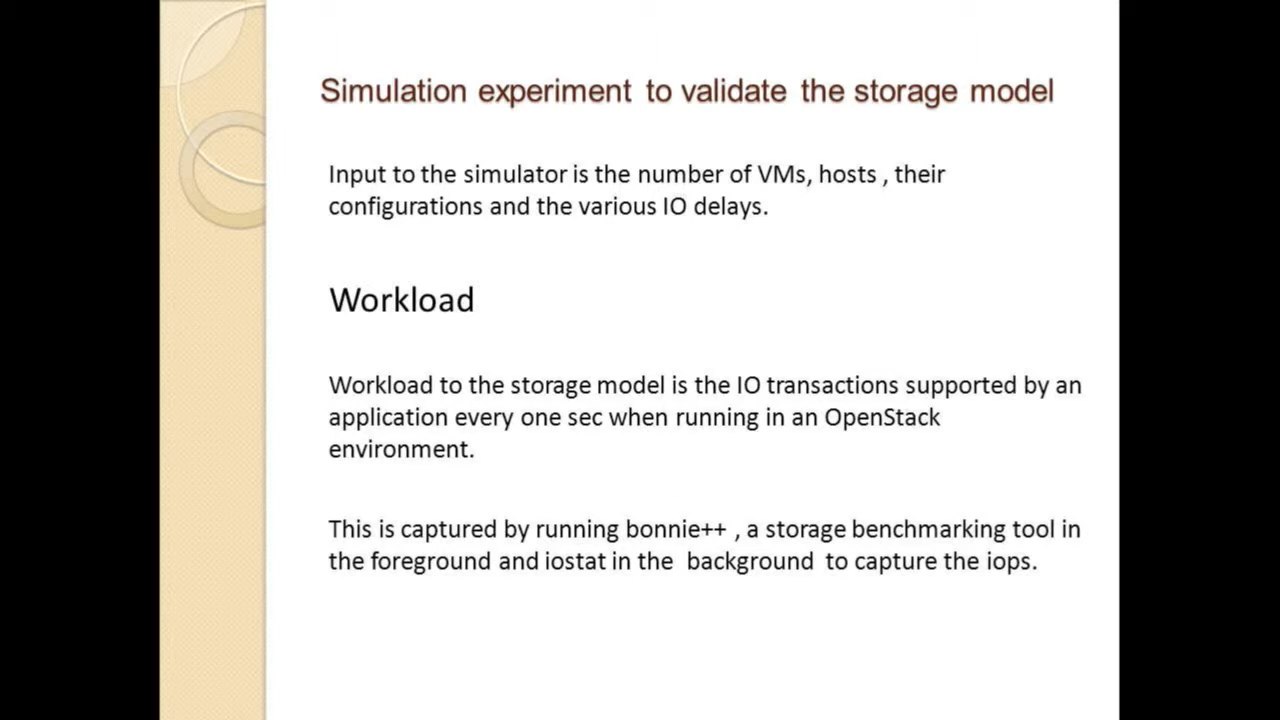 Simulation experiment to validate the storage model
Input to the simulator is the number of VMs, hosts , their
configurations and the various IO delays.
Workload
Workload to the storage model is the IO transactions supported by an
application every one sec when running in an OpenStack
environment.
This is captured by running bonnie++ , a storage benchmarking tool in
the foreground and iostat in the  background  to capture the iops.